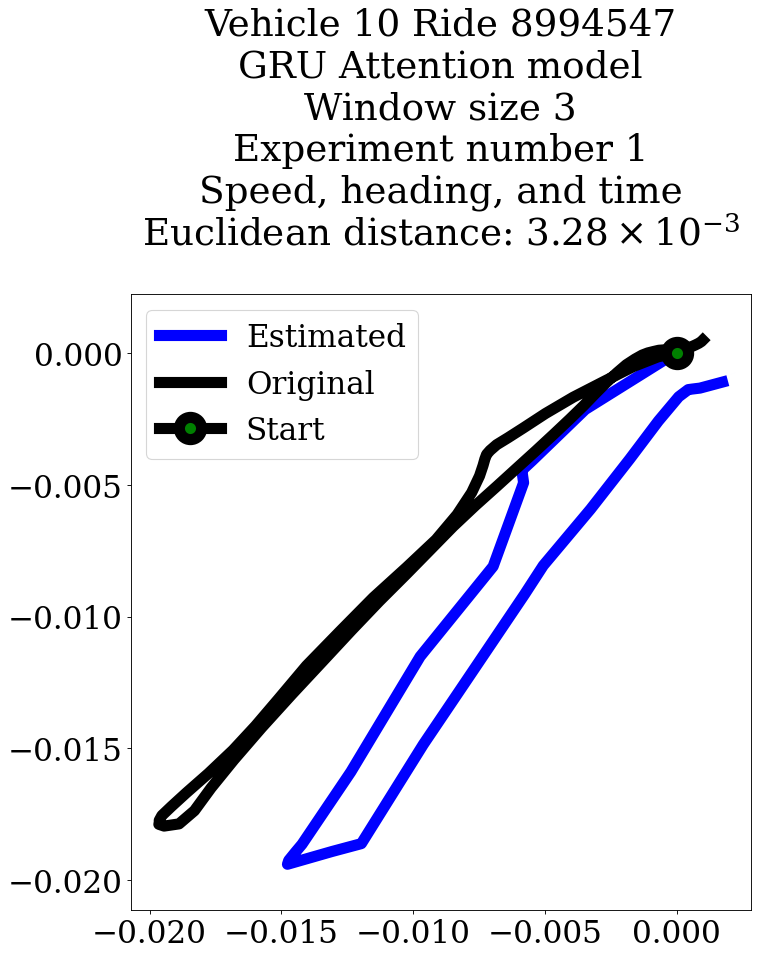 Vehicle 10 Ride 8994547
GRU Attention model
Window size 3
Experiment number 1
Speed, heading, and time
Euclidean distance: 3.28 × 10⁻³
Estimated
Original
Start
0.000
−0.005
−0.010
−0.015
−0.020
−0.020 −0.015 −0.010 −0.005 0.000